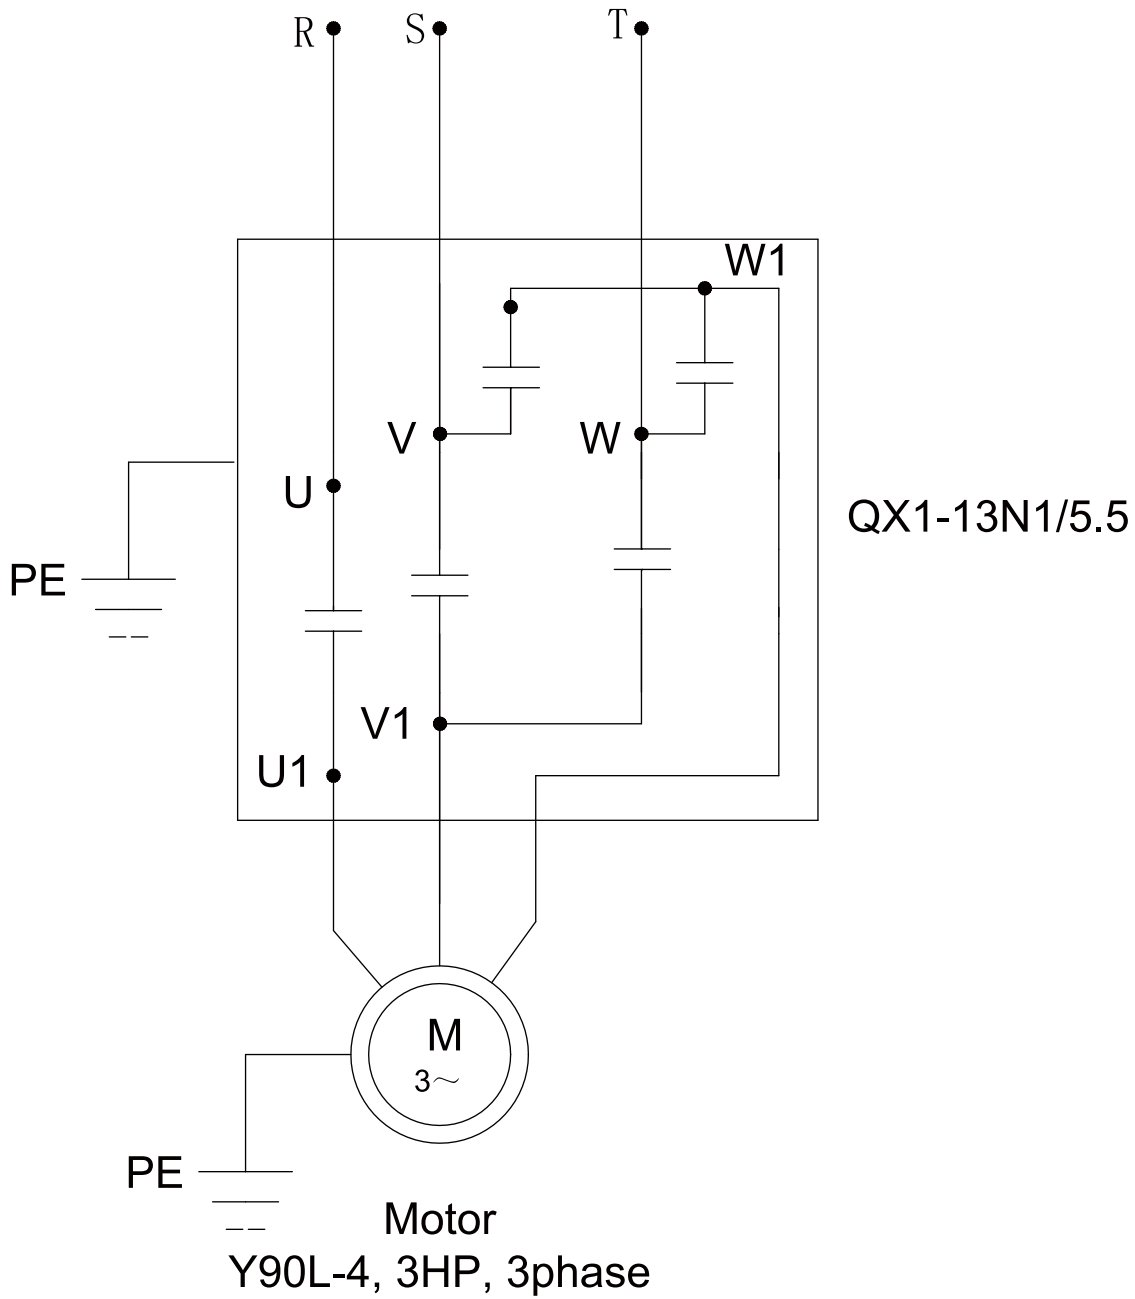 R S T
W1
V W
U
QX1-13N1/5.5
PE
V1
U1
M
3~
PE
Motor
Y90L-4, 3HP, 3phase